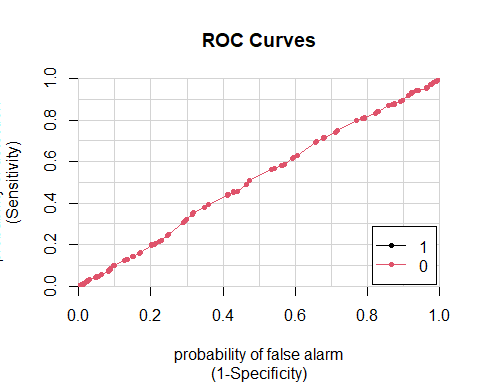 ROC Curves
(Sensitivity)
1.0
0.8
0.6
0.4
0.2
0.0
1
0
0.0 0.2 0.4 0.6 0.8 1.0
probability of false alarm
(1-Specificity)